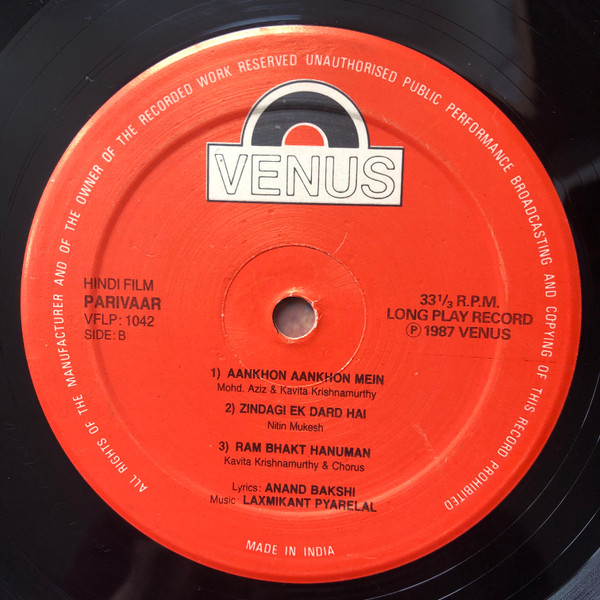 ALL RIGHTS OF THE MANUFACTURER AND OF THE OWNER OF THE RECORDED WORK RESERVED UNAUTHORISED PUBLIC PERFORMANCE BROADCASTING AND COPYING OF THIS RECORD PROHIBITED
VENUS
HINDI FILM
PARIVAAR
VFLP: 1042
SIDE: B
33 1/3 R.P.M.
LONG PLAY RECORD
℗ 1987 VENUS
1) AANKHON AANKHON MEIN
Mohd. Aziz & Kavita Krishnamurthy
2) ZINDAGI EK DARD HAI
Nitin Mukesh
3) RAM BHAKT HANUMAN
Kavita Krishnamurthy & Chorus
Lyrics: ANAND BAKSHI
Music: LAXMIKANT PYARELAL
MADE IN INDIA